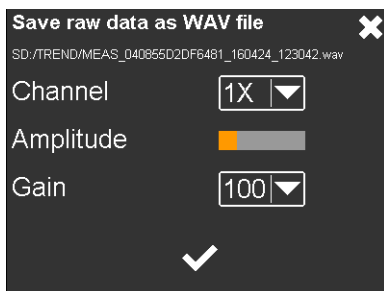 Save raw data as WAV file
SD:/TREND/MEAS_040855D2DF6481_160424_123042.wav
Channel 1X
Amplitude
Gain 100